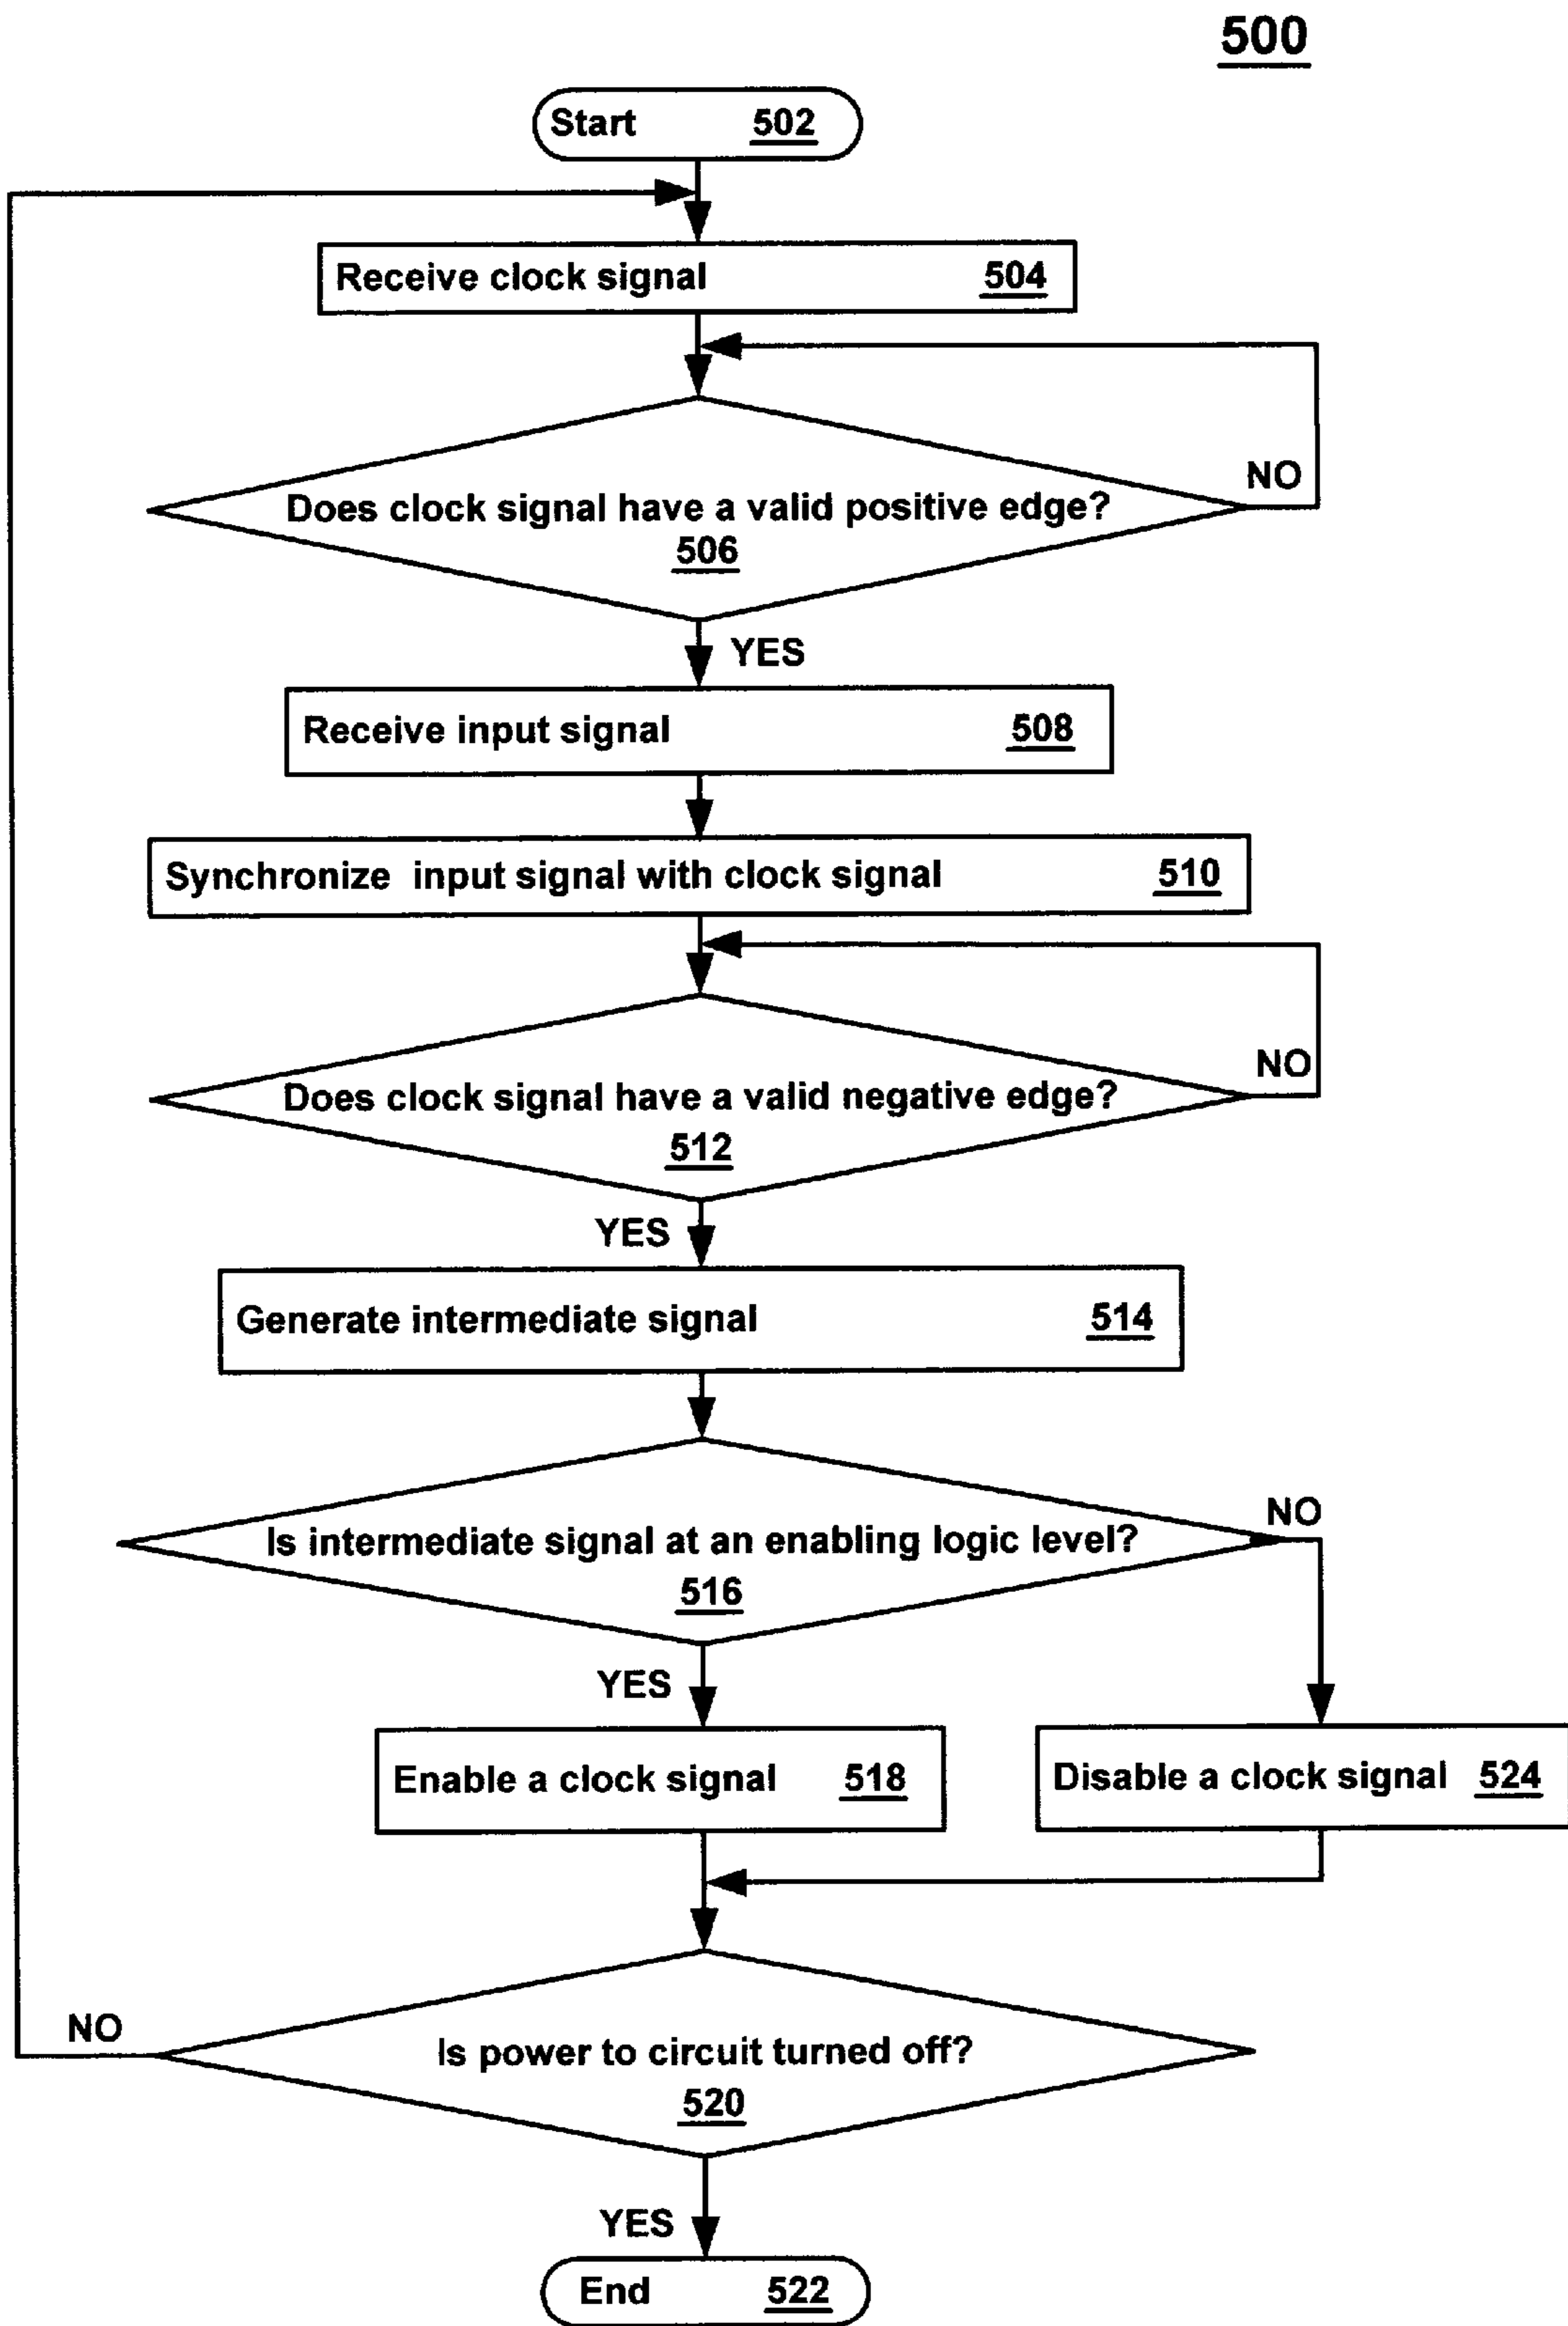 500
Start 502
Receive clock signal 504
NO
Does clock signal have a valid positive edge?
506
YES
Receive input signal 508
Synchronize input signal with clock signal 510
NO
Does clock signal have a valid negative edge?
512
YES
Generate intermediate signal 514
NO
Is intermediate signal at an enabling logic level?
516
YES
Enable a clock signal 518
Disable a clock signal 524
NO
Is power to circuit turned off?
520
YES
End 522